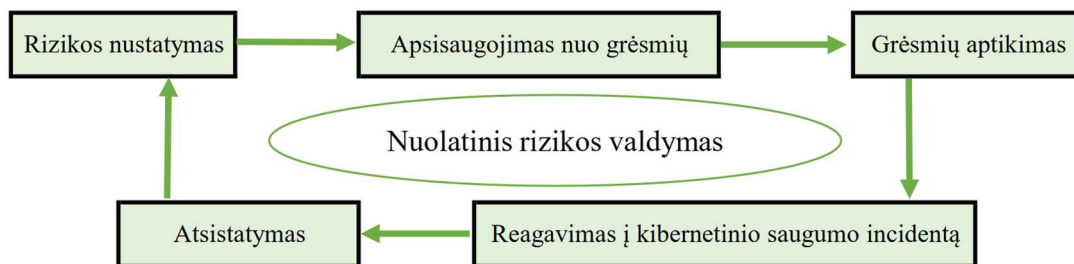 Rizikos nustatymas
Apsisaugojimas nuo grėsmių
Grėsmių aptikimas
Nuolatinis rizikos valdymas
Atsistatymas
Reagavimas į kibernetinio saugumo incidentą